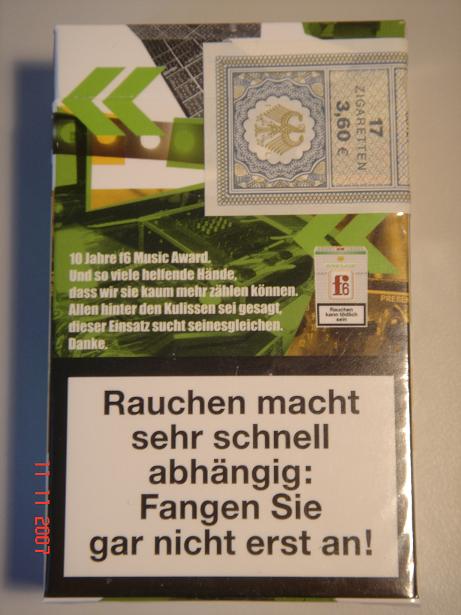 17
ZIGARETTEN
3,60 €
10 Jahre f6 Music Award.
Und so viele helfende Hände,
dass wir sie kaum mehr zählen können.
Allen hinter den Kulissen sei gesagt,
dieser Einsatz sucht seinesgleichen.
Danke.
f6
Rauchen
kann tödlich
sein
Rauchen macht
sehr schnell
abhängig:
Fangen Sie
gar nicht erst an!
11 11 2007